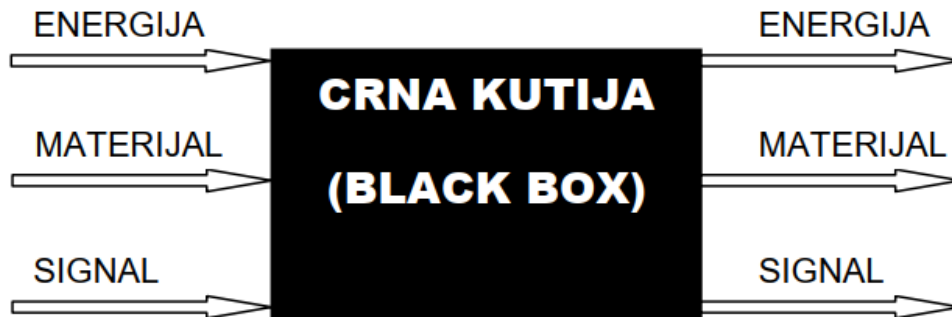 ENERGIJA
ENERGIJA
CRNA KUTIJA
MATERIJAL
MATERIJAL
(BLACK BOX)
SIGNAL
SIGNAL